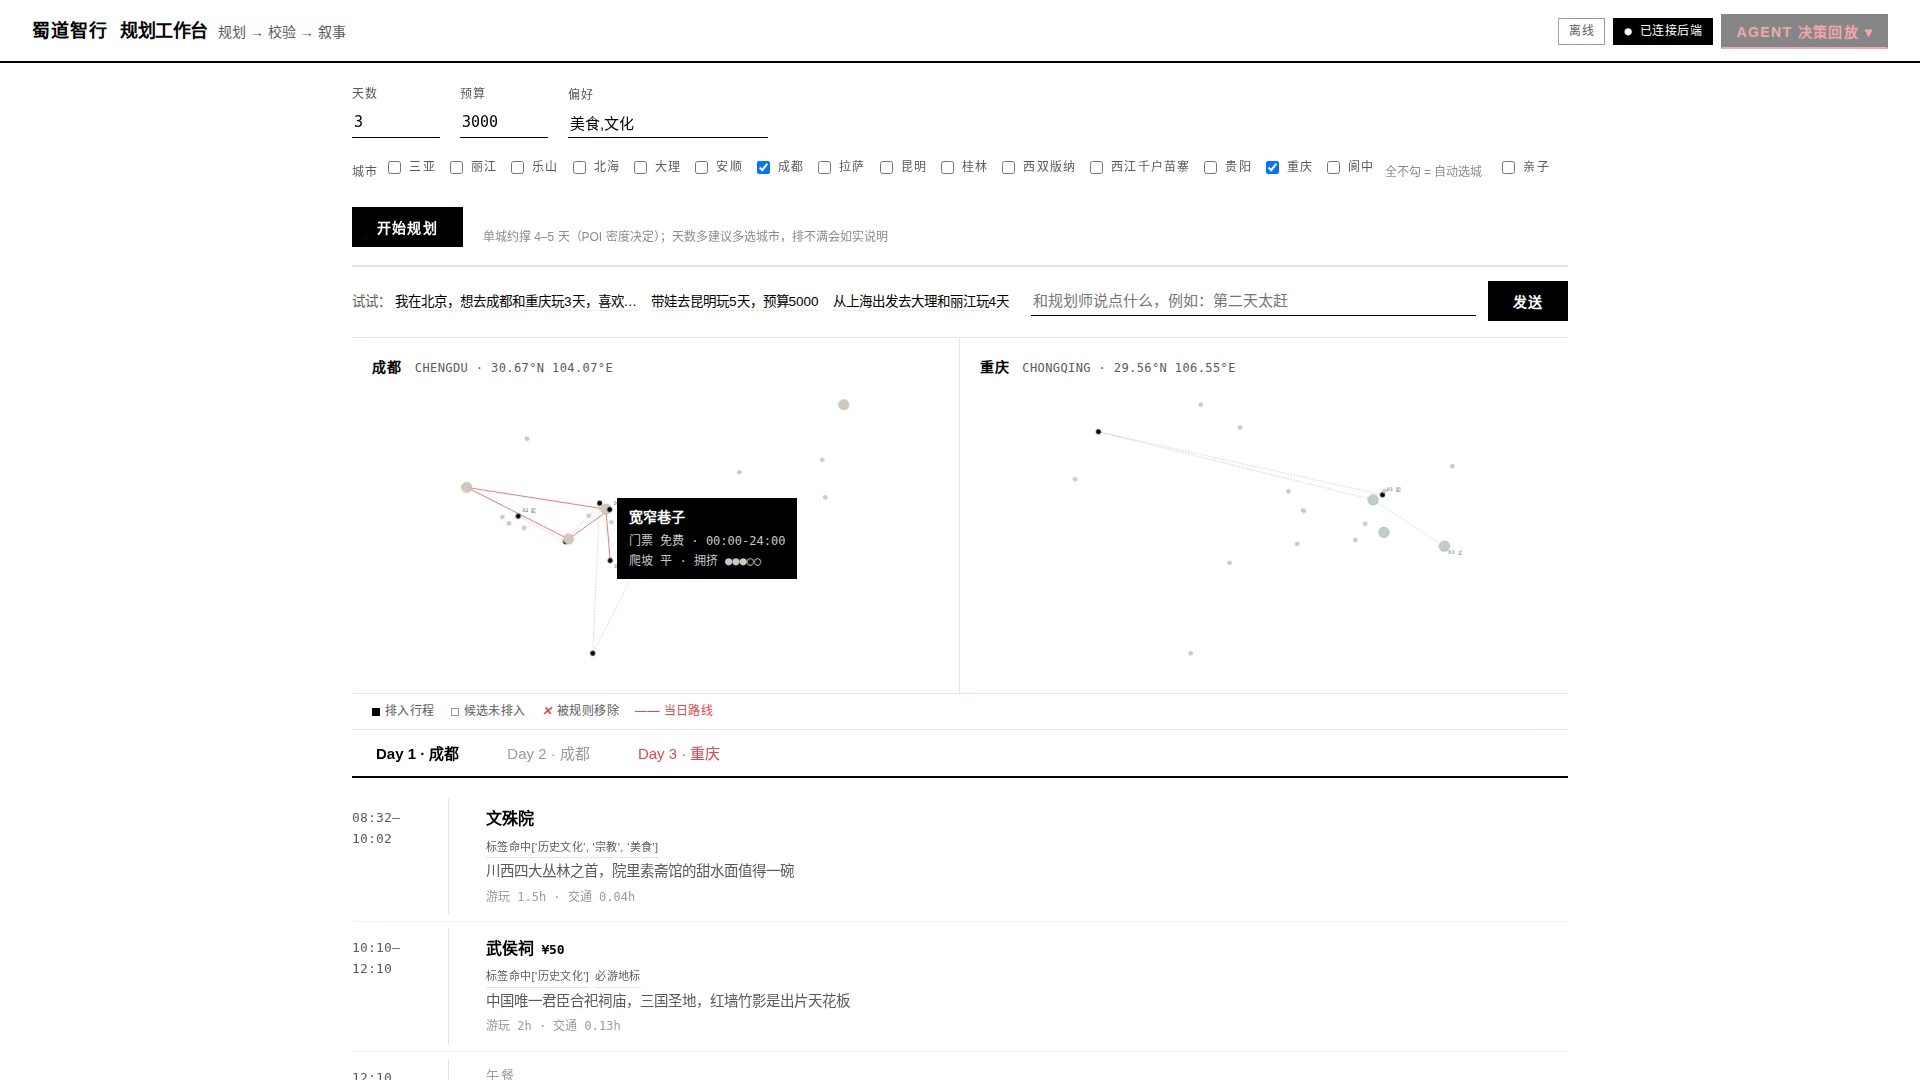 蜀道智行 规划工作台 规划 → 校验 → 叙事
离线 ● 已连接后端 AGENT 决策回放 ▾
天数 预算 偏好
3 3000 美食,文化
城市 三亚 丽江 乐山 北海 大理 安顺 成都 拉萨 昆明 桂林 西双版纳 西江千户苗寨 贵阳 重庆 阆中 全不勾 = 自动选城 亲子
开始规划 单城约撑 4–5 天（POI 密度决定）；天数多建议多选城市，排不满会如实说明
试试： 我在北京，想去成都和重庆玩3天，喜欢… 带娃去昆明玩5天，预算5000 从上海出发去大理和丽江玩4天 和规划师说点什么，例如：第二天太赶 发送
成都 CHENGDU · 30.67°N 104.07°E
重庆 CHONGQING · 29.56°N 106.55°E
宽窄巷子
门票 免费 · 00:00-24:00
爬坡 平 · 拥挤 ●●●○○
排入行程 候选未排入 ✕ 被规则移除 —— 当日路线
Day 1 · 成都 Day 2 · 成都 Day 3 · 重庆
08:32–
10:02
文殊院
标签命中['历史文化', '宗教', '美食']
川西四大丛林之首，院里素斋馆的甜水面值得一碗
游玩 1.5h · 交通 0.04h
10:10–
12:10
武侯祠 ¥50
标签命中['历史文化'] 必游地标
中国唯一君臣合祀祠庙，三国圣地，红墙竹影是出片天花板
游玩 2h · 交通 0.13h
12:10
午餐